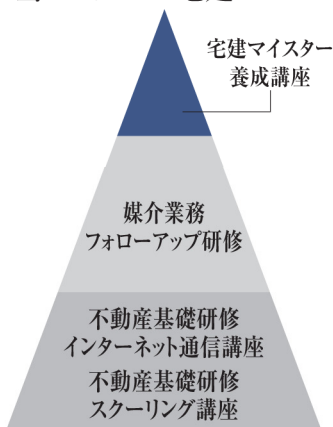 宅建マイスター
養成講座
媒介業務
フォローアップ研修
不動産基礎研修
インターネット通信講座
不動産基礎研修
スクーリング講座